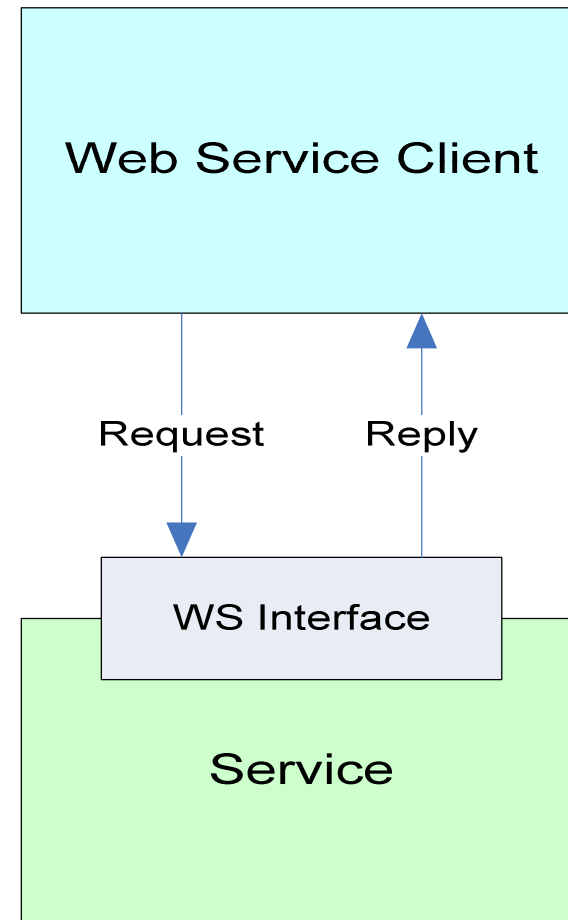 Web Service Client
Request
Reply
WS Interface
Service